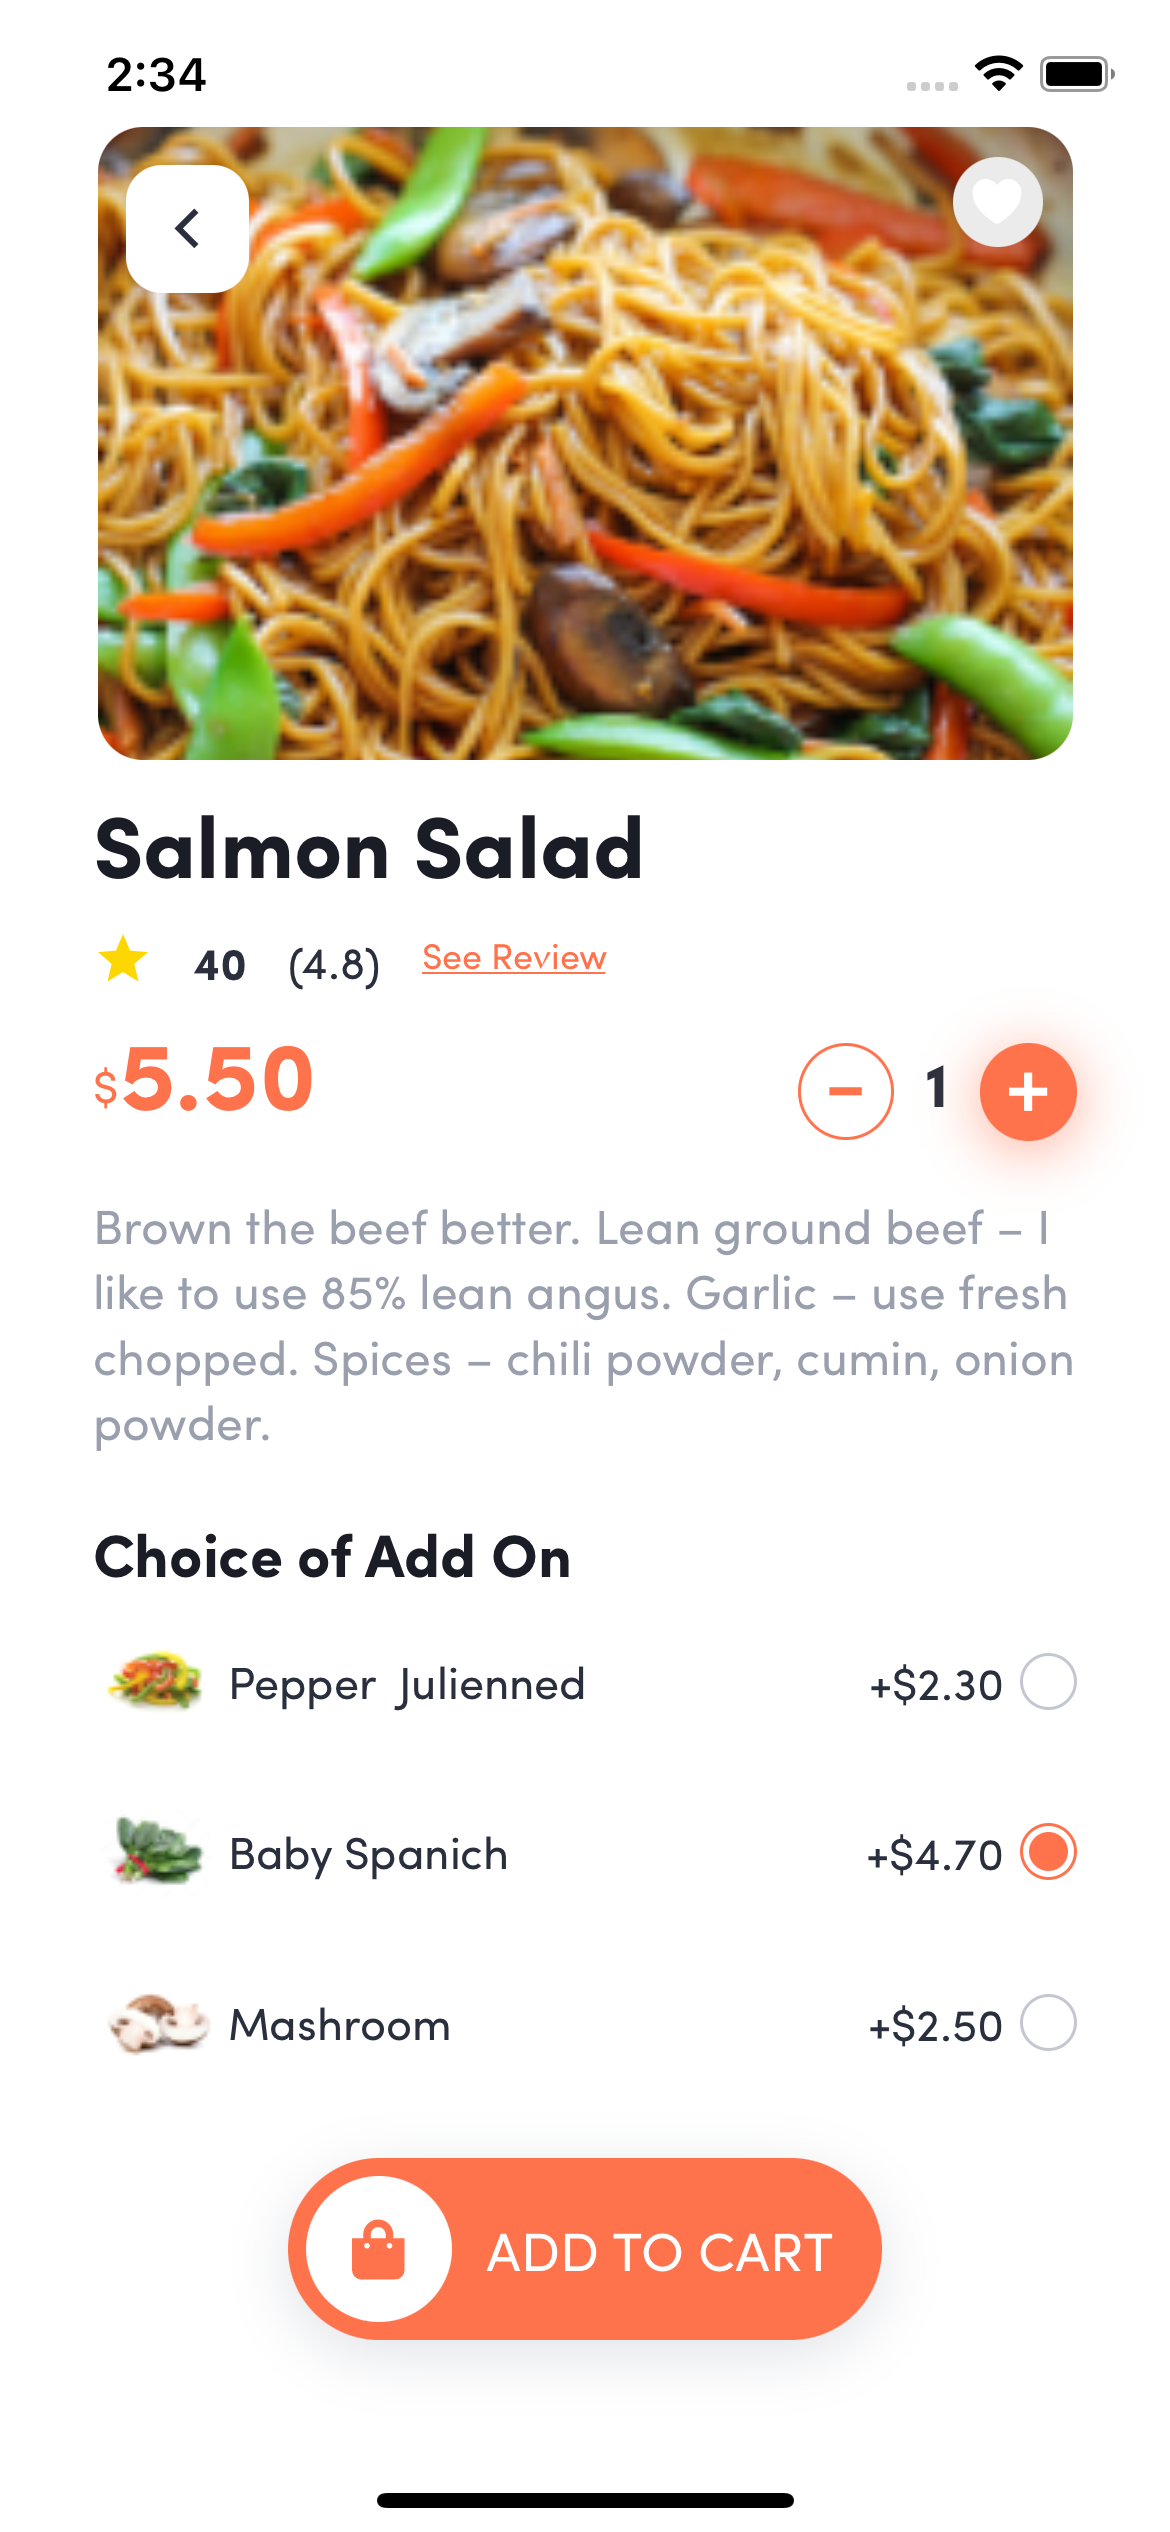 2:34
Salmon Salad
40 (4.8) See Review
$5.50
1
Brown the beef better. Lean ground beef – I
like to use 85% lean angus. Garlic – use fresh
chopped. Spices – chili powder, cumin, onion
powder.
Choice of Add On
Pepper Julienned +$2.30
Baby Spanich +$4.70
Mashroom +$2.50
ADD TO CART